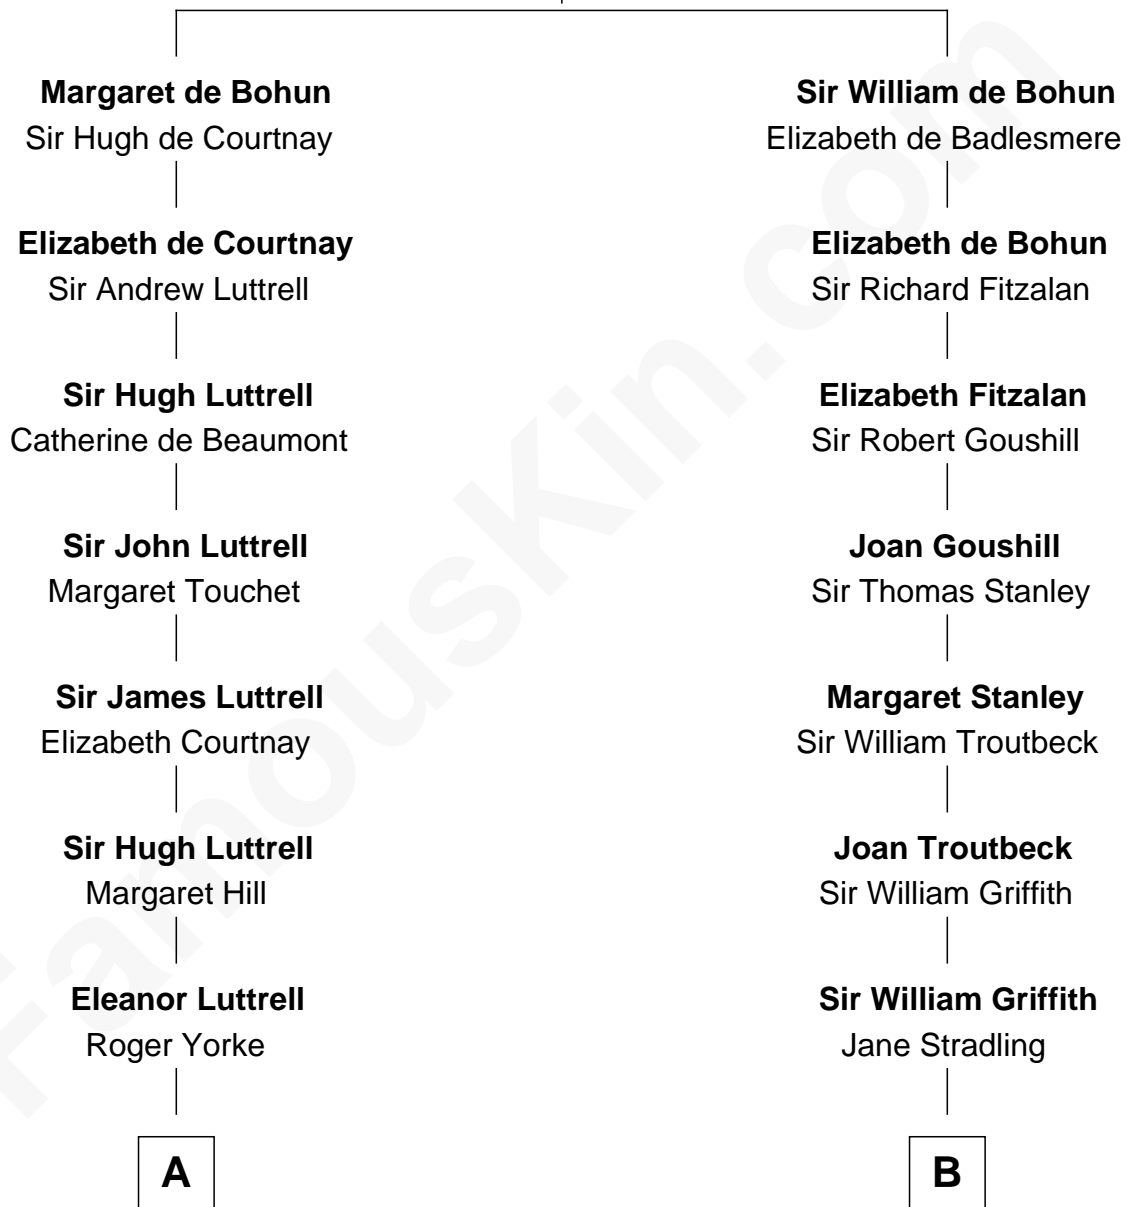 Margaret de Bohun
Sir Hugh de Courtnay
Elizabeth de Courtnay
Sir Andrew Luttrell
Sir Hugh Luttrell
Catherine de Beaumont
Sir John Luttrell
Margaret Touchet
Sir James Luttrell
Elizabeth Courtnay
Sir Hugh Luttrell
Margaret Hill
Eleanor Luttrell
Roger Yorke
A
Sir William de Bohun
Elizabeth de Badlesmere
Elizabeth de Bohun
Sir Richard Fitzalan
Elizabeth Fitzalan
Sir Robert Goushill
Joan Goushill
Sir Thomas Stanley
Margaret Stanley
Sir William Troutbeck
Joan Troutbeck
Sir William Griffith
Sir William Griffith
Jane Stradling
B
FamousKin.com